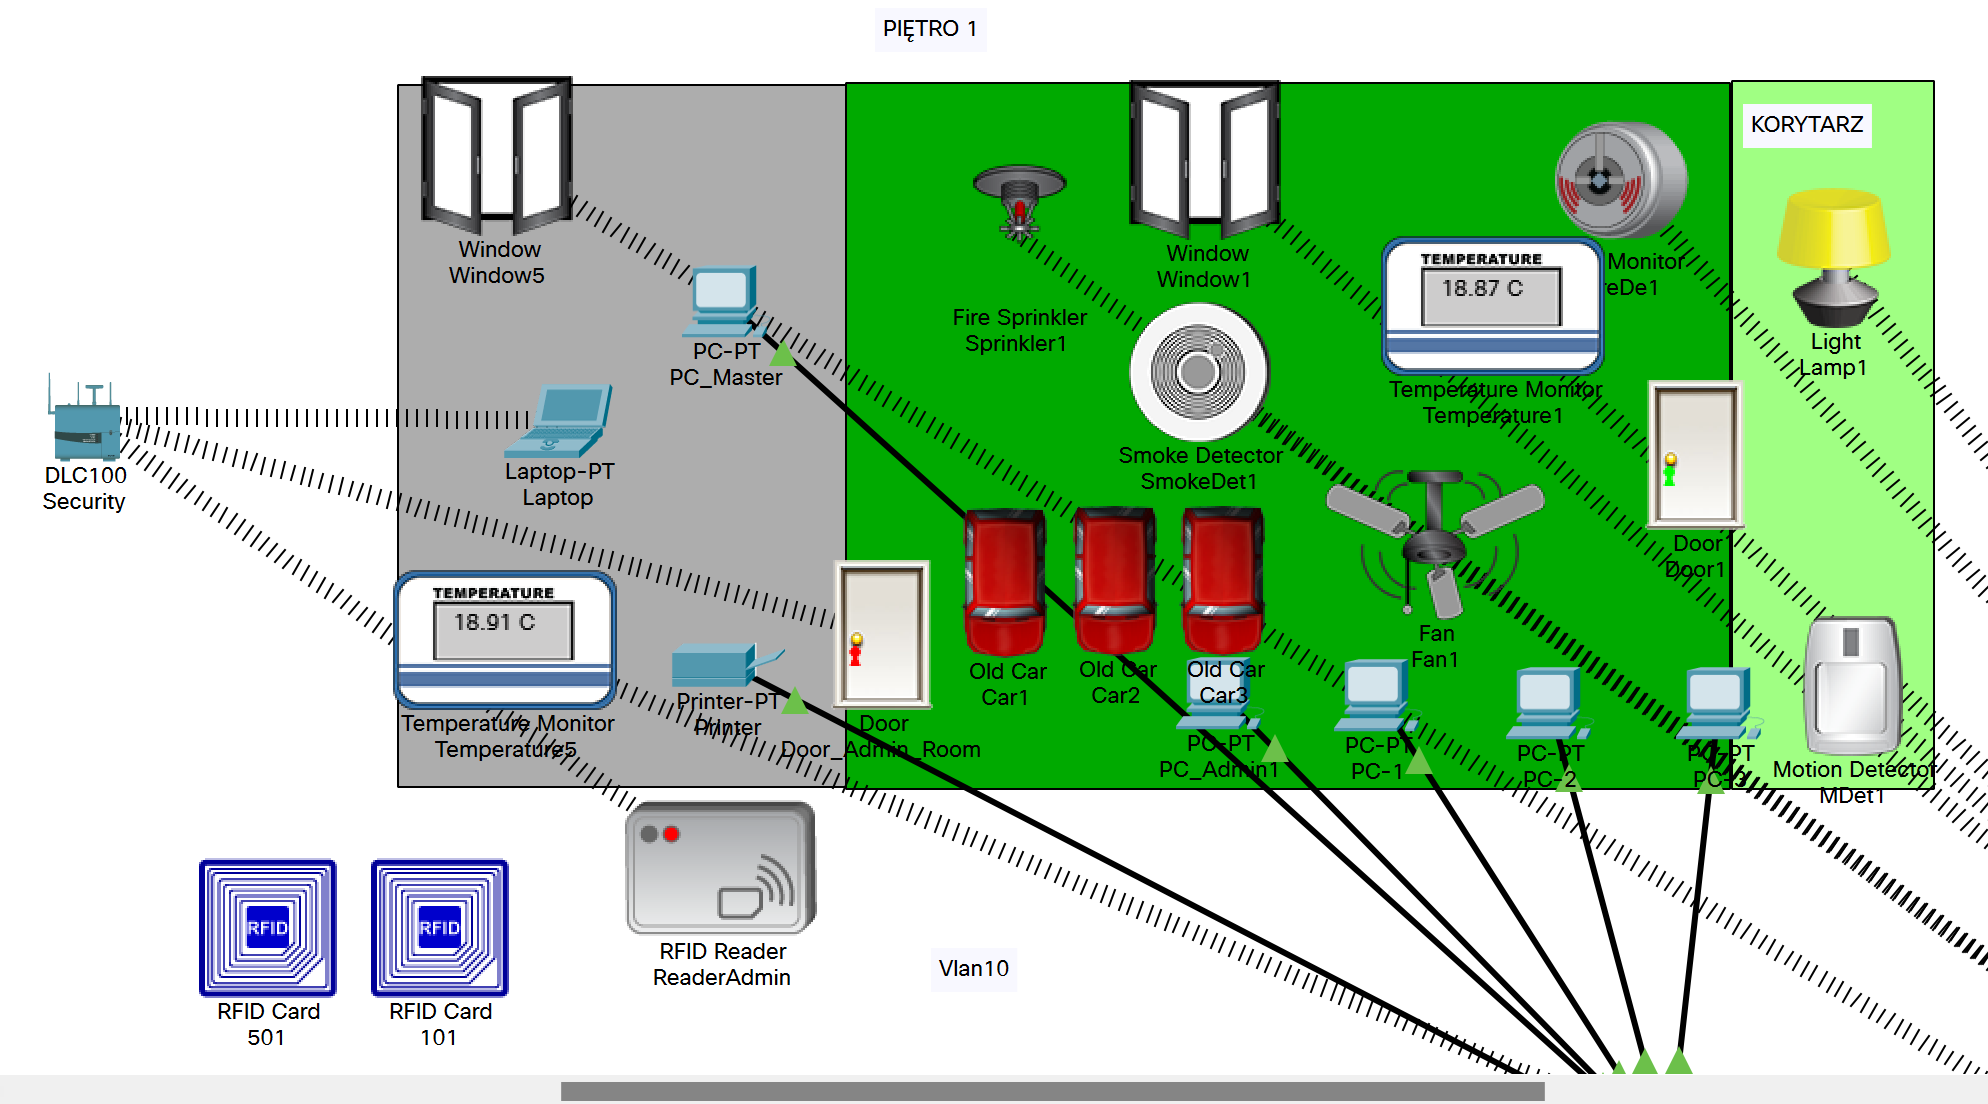 PIĘTRO 1
KORYTARZ
Window
Window5
Window
Window1
TEMPERATURE
18.87 C
Monitor
eDe1
Fire Sprinkler
Sprinkler1
Light
Lamp1
PC-PT
PC_Master
Temperature Monitor
Temperature1
Smoke Detector
SmokeDet1
DLC100
Security
Laptop-PT
Laptop
Door
Door1
TEMPERATURE
18.91 C
Fan
Fan1
Old Car
Car1
Old Car
Car2
Old Car
Car3
Printer-PT
Printer
Temperature Monitor
Temperature5
Door
Door_Admin_Room
PC-PT
PC_Admin1
PC-PT
PC-1
PC-PT
PC-2
PC-PT
PC-3
Motion Detector
MDet1
RFID
RFID
RFID Reader
ReaderAdmin
Vlan10
RFID Card
501
RFID Card
101